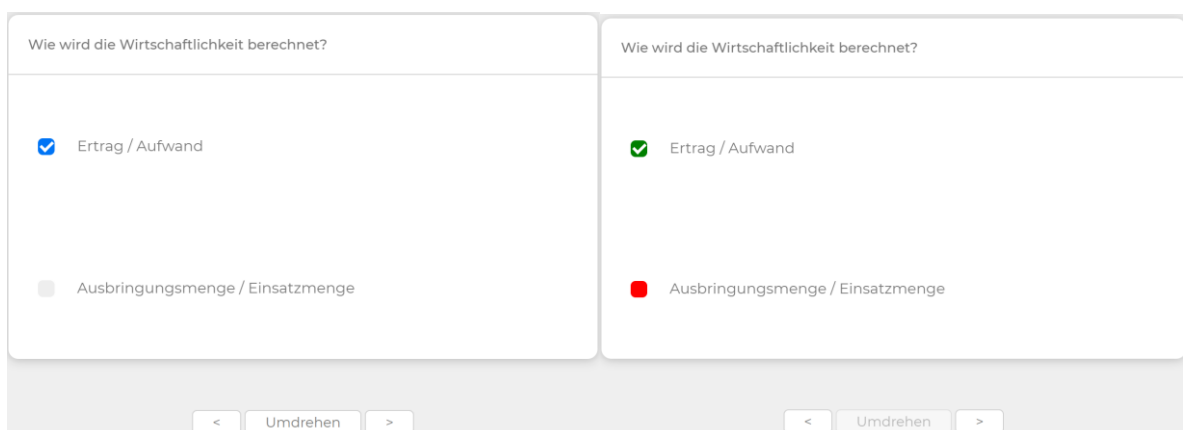 Wie wird die Wirtschaftlichkeit berechnet?
Ertrag / Aufwand
Ausbringungsmenge / Einsatzmenge
< Umdrehen >
Wie wird die Wirtschaftlichkeit berechnet?
Ertrag / Aufwand
Ausbringungsmenge / Einsatzmenge
< Umdrehen >